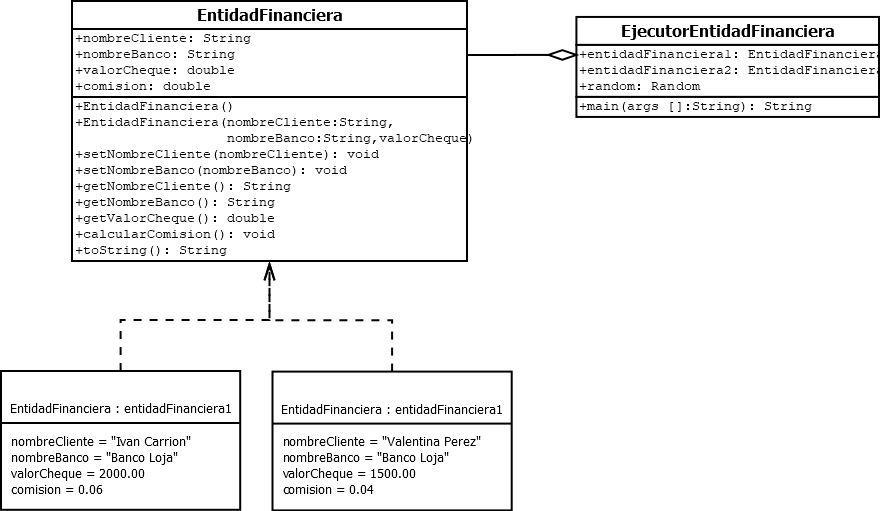 EntidadFinanciera
+nombreCliente: String
+nombreBanco: String
+valorCheque: double
+comision: double
+EntidadFinanciera()
+EntidadFinanciera(nombreCliente:String,
nombreBanco:String,valorCheque)
+setNombreCliente(nombreCliente): void
+setNombreBanco(nombreBanco): void
+getNombreCliente(): String
+getNombreBanco(): String
+getValorCheque(): double
+calcularComision(): void
+toString(): String
EjecutorEntidadFinanciera
+entidadFinanciera1: EntidadFinanciera
+entidadFinanciera2: EntidadFinanciera
+random: Random
+main(args []:String): String
EntidadFinanciera : entidadFinanciera1
nombreCliente = "Ivan Carrion"
nombreBanco = "Banco Loja"
valorCheque = 2000.00
comision = 0.06
EntidadFinanciera : entidadFinanciera1
nombreCliente = "Valentina Perez"
nombreBanco = "Banco Loja"
valorCheque = 1500.00
comision = 0.04